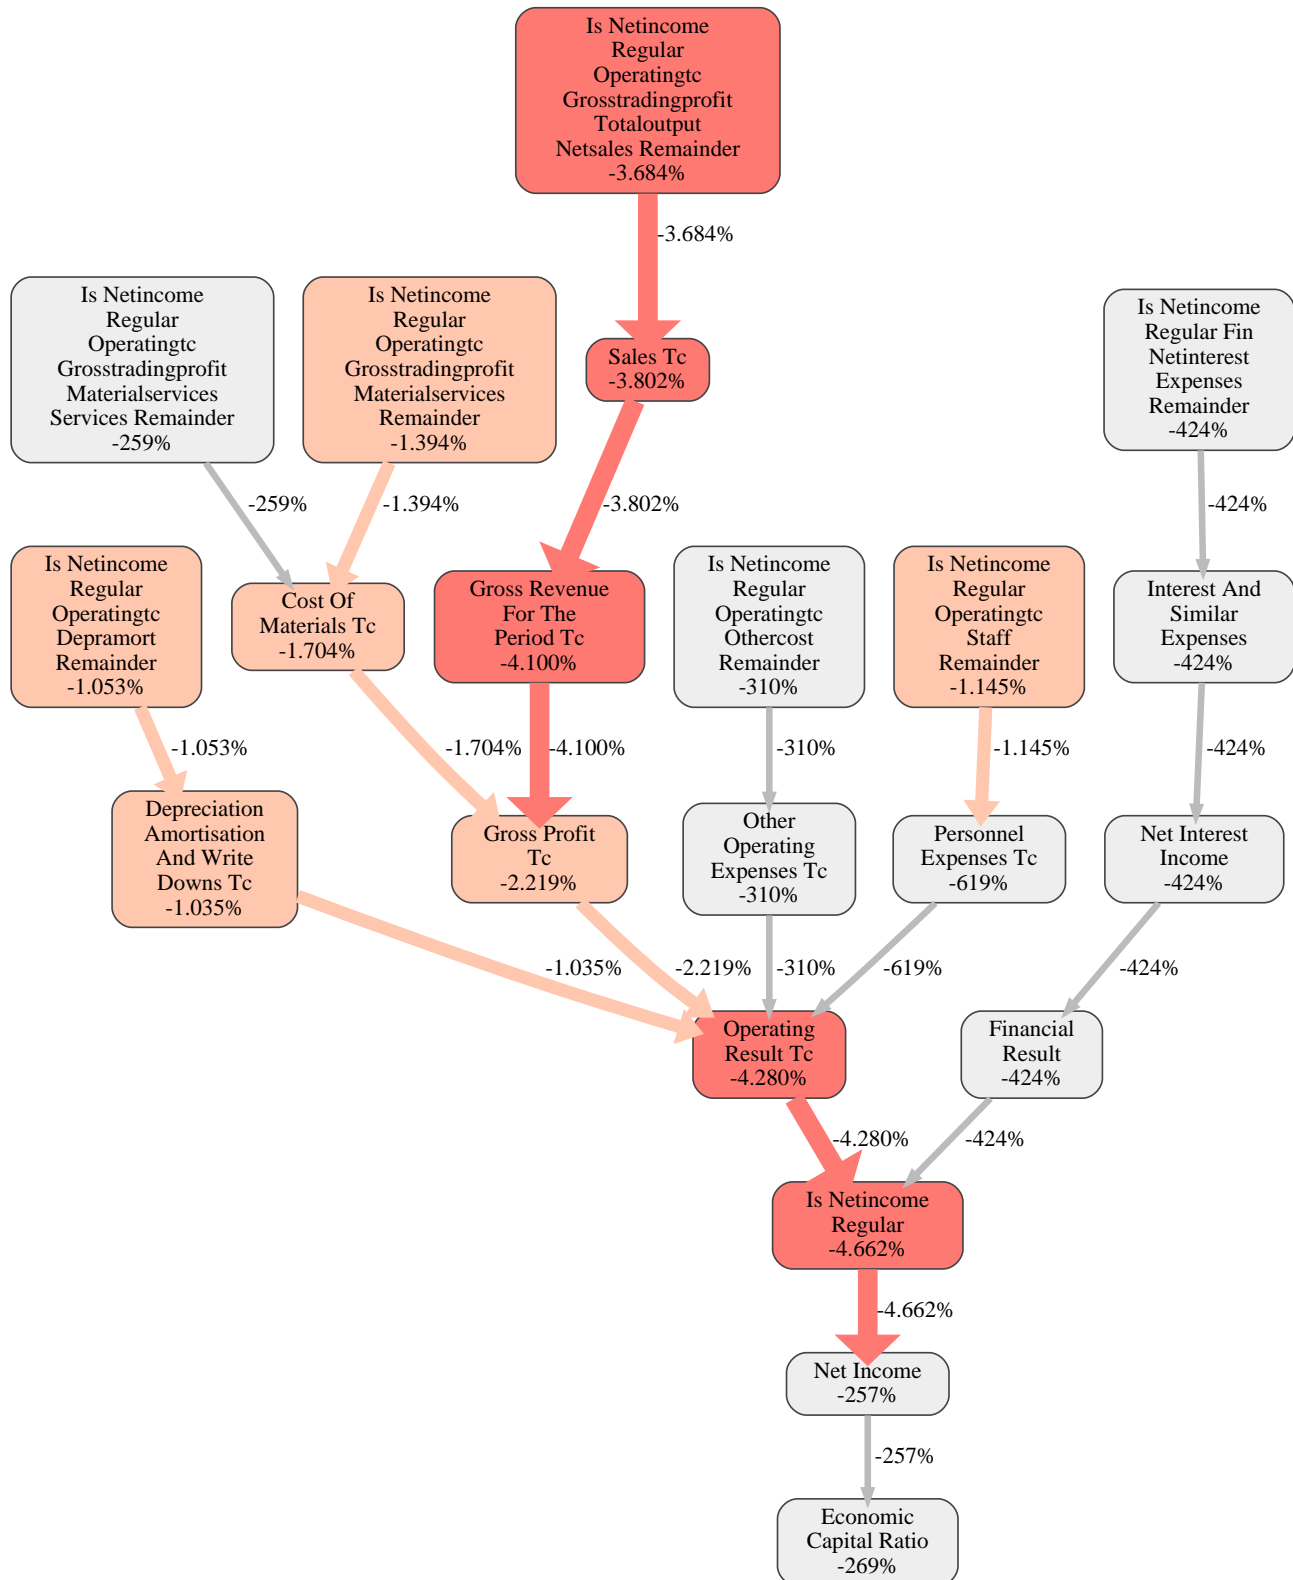 Is Netincome
Regular
Operatingtc
Grosstradingprofit
Totaloutput
Netsales Remainder
-3.684%
-3.684%
Is Netincome
Regular
Operatingtc
Grosstradingprofit
Materialservices
Services Remainder
-259%
Is Netincome
Regular
Operatingtc
Grosstradingprofit
Materialservices
Remainder
-1.394%
Sales Tc
-3.802%
Is Netincome
Regular Fin
Netinterest
Expenses
Remainder
-424%
-259%
-1.394%
-3.802%
-424%
Is Netincome
Regular
Operatingtc
Depramort
Remainder
-1.053%
Cost Of
Materials Tc
-1.704%
Gross Revenue
For The
Period Tc
-4.100%
Is Netincome
Regular
Operatingtc
Othercost
Remainder
-310%
Is Netincome
Regular
Operatingtc
Staff
Remainder
-1.145%
Interest And
Similar
Expenses
-424%
-1.053%
-1.704%
-4.100%
-310%
-1.145%
-424%
Depreciation
Amortisation
And Write
Downs Tc
-1.035%
Gross Profit
Tc
-2.219%
Other
Operating
Expenses Tc
-310%
Personnel
Expenses Tc
-619%
Net Interest
Income
-424%
-1.035%
-2.219%
-310%
-619%
-424%
Operating
Result Tc
-4.280%
Financial
Result
-424%
-4.280%
-424%
Is Netincome
Regular
-4.662%
-4.662%
Net Income
-257%
-257%
Economic
Capital Ratio
-269%